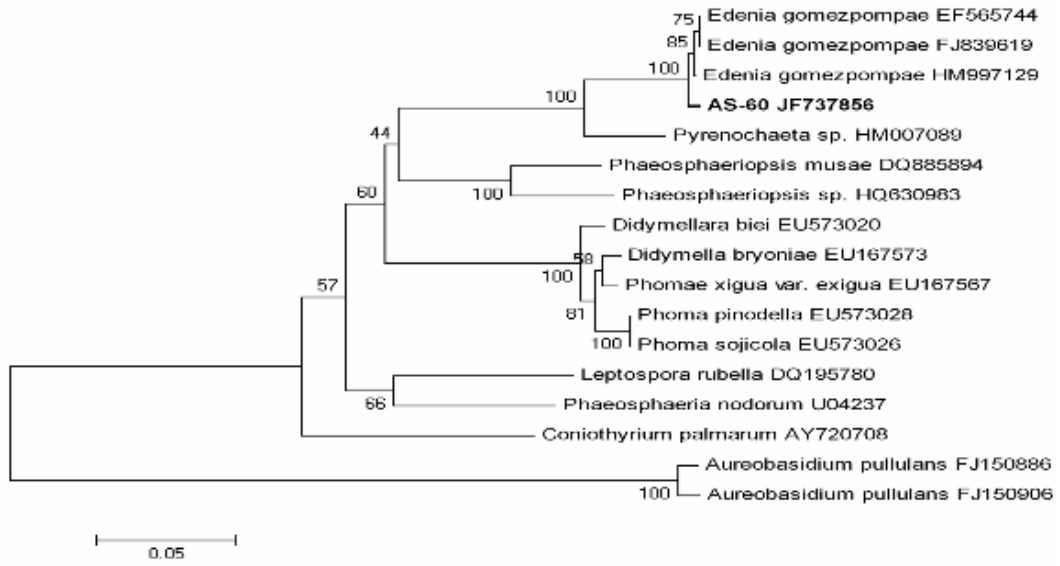 75
Edenia gomezpompae EF565744
85
Edenia gomezpompae FJ839619
100
Edenia gomezpompae HM997129
100
AS-60 JF737856
44
Pyrenochaeta sp. HM007089
Phaeosphaeriopsis musae DQ885894
60
100
Phaeosphaeriopsis sp. HQ630983
Didymellara biei EU573020
58
Didymella bryoniae EU167573
57
100
Phomae xigua var. exigua EU167567
81
Phoma pinodella EU573028
100
Phoma sojicola EU573026
Leptospora rubella DQ195780
66
Phaeosphaeria nodorum U04237
Coniothyrium palmarum AY720708
Aureobasidium pullulans FJ150886
100
Aureobasidium pullulans FJ150906
0.05